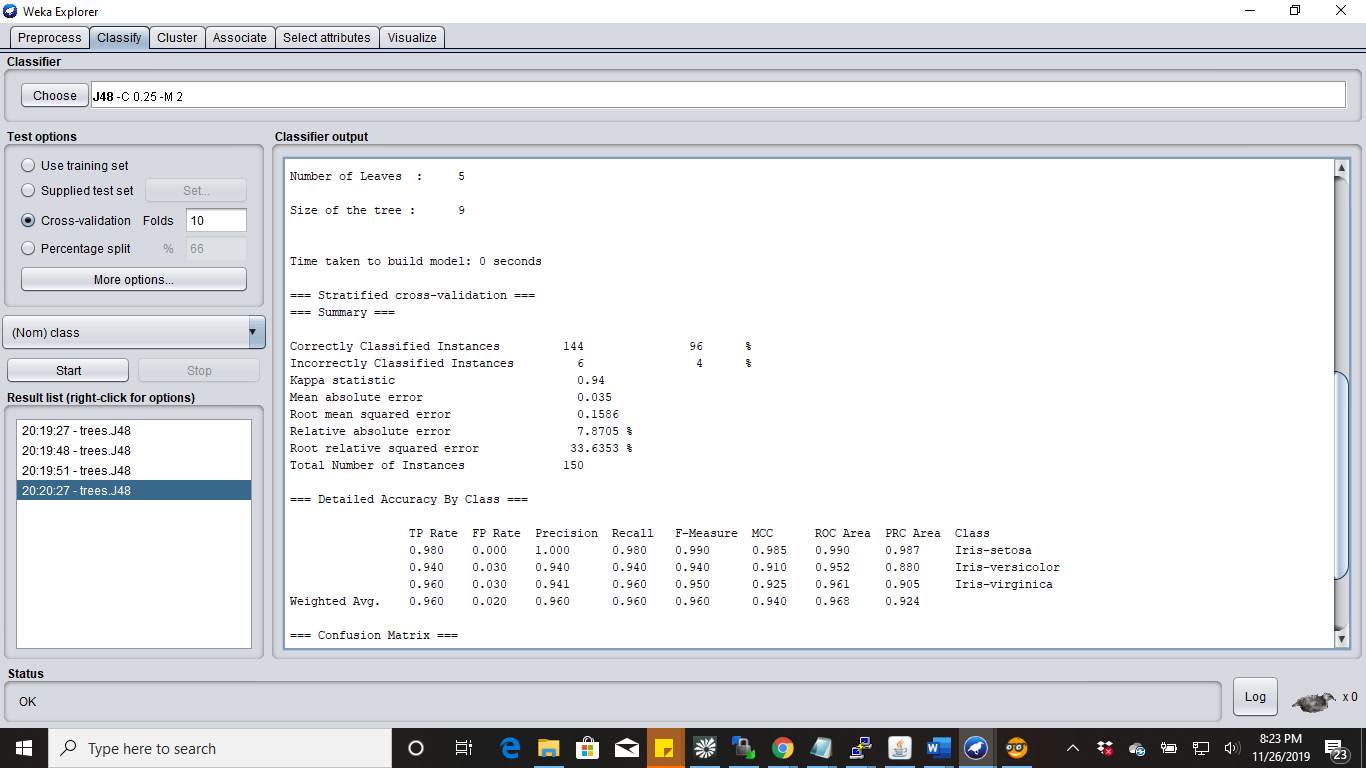 Weka Explorer
Preprocess Classify Cluster Associate Select attributes Visualize
Classifier
Choose J48 -C 0.25 -M 2
Test options
Use training set
Supplied test set Set...
Cross-validation Folds 10
Percentage split % 66
More options...
(Nom) class
Start Stop
Result list (right-click for options)
20:19:27 - trees.J48
20:19:48 - trees.J48
20:19:51 - trees.J48
20:20:27 - trees.J48
Classifier output
Number of Leaves : 5
Size of the tree : 9
Time taken to build model: 0 seconds
=== Stratified cross-validation ===
=== Summary ===
Correctly Classified Instances 144 96 %
Incorrectly Classified Instances 6 4 %
Kappa statistic 0.94
Mean absolute error 0.035
Root mean squared error 0.1586
Relative absolute error 7.8705 %
Root relative squared error 33.6353 %
Total Number of Instances 150
=== Detailed Accuracy By Class ===
TP Rate FP Rate Precision Recall F-Measure MCC ROC Area PRC Area Class
0.980 0.000 1.000 0.980 0.990 0.985 0.990 0.987 Iris-setosa
0.940 0.030 0.940 0.940 0.940 0.910 0.952 0.880 Iris-versicolor
0.960 0.030 0.941 0.960 0.950 0.925 0.961 0.905 Iris-virginica
Weighted Avg. 0.960 0.020 0.960 0.960 0.960 0.940 0.968 0.924
=== Confusion Matrix ===
Status
OK
Log x 0
Type here to search
8:23 PM
11/26/2019
23